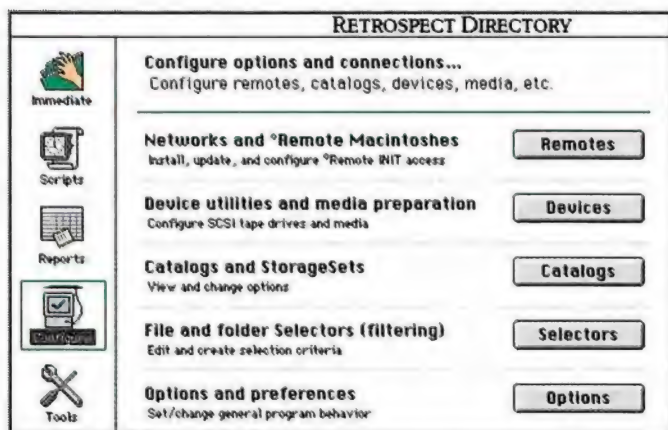 RETROSPECT DIRECTORY
Immediate
Scripts
Reports
Configure
Tools
Configure options and connections...
Configure remotes, catalogs, devices, media, etc.
Networks and °Remote Macintoshes
Install, update, and configure °Remote INIT access
Remotes
Device utilities and media preparation
Configure SCSI tape drives and media
Devices
Catalogs and StorageSets
View and change options
Catalogs
File and folder Selectors (filtering)
Edit and create selection criteria
Selectors
Options and preferences
Set/change general program behavior
Options